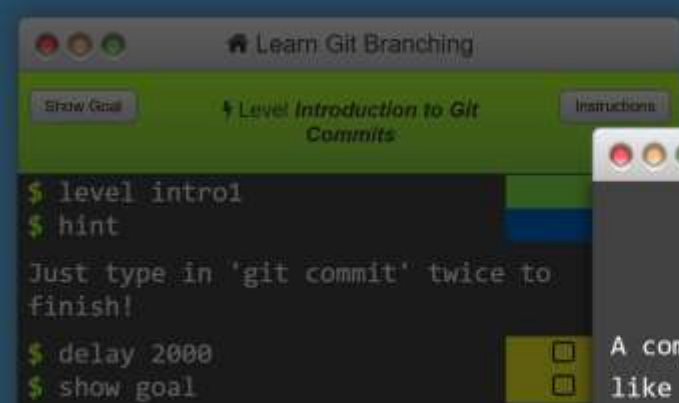 Learn Git Branching
Show Goal
Level Introduction to Git
Commits
Instructions
$ level intro1
$ hint
Just type in 'git commit' twice to
finish!
$ delay 2000
$ show goal
A com
like